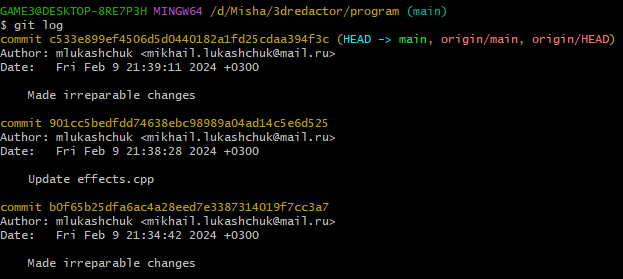 GAME3@DESKTOP-8RE7P3H MINGW64 /d/Misha/3dredactor/program (main)
$ git log
commit c533e899ef4506d5d0440182a1fd25cdaa394f3c (HEAD -> main, origin/main, origin/HEAD)
Author: mlukashchuk <mikhail.lukashchuk@mail.ru>
Date:   Fri Feb 9 21:39:11 2024 +0300

    Made irreparable changes

commit 901cc5bedfdd74638ebc98989a04ad14c5e6d525
Author: mlukashchuk <mikhail.lukashchuk@mail.ru>
Date:   Fri Feb 9 21:38:28 2024 +0300

    Update effects.cpp

commit b0f65b25dfa6ac4a28eed7e3387314019f7cc3a7
Author: mlukashchuk <mikhail.lukashchuk@mail.ru>
Date:   Fri Feb 9 21:34:42 2024 +0300

    Made irreparable changes